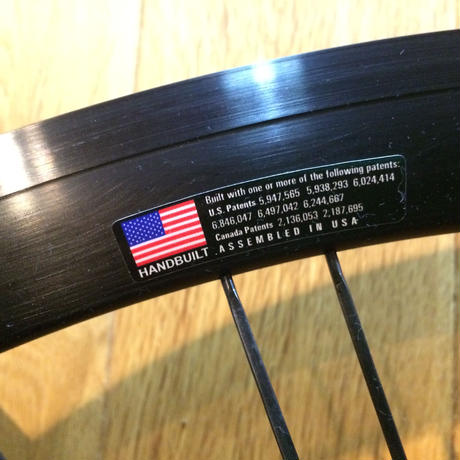 Built with one or more of the following patents:
U.S. Patents 5,947,565 5,938,293 6,024,414
6,846,047 6,497,042 6,244,667
Canada Patents 2,136,053 2,187,695
HANDBUILT
ASSEMBLED IN USA